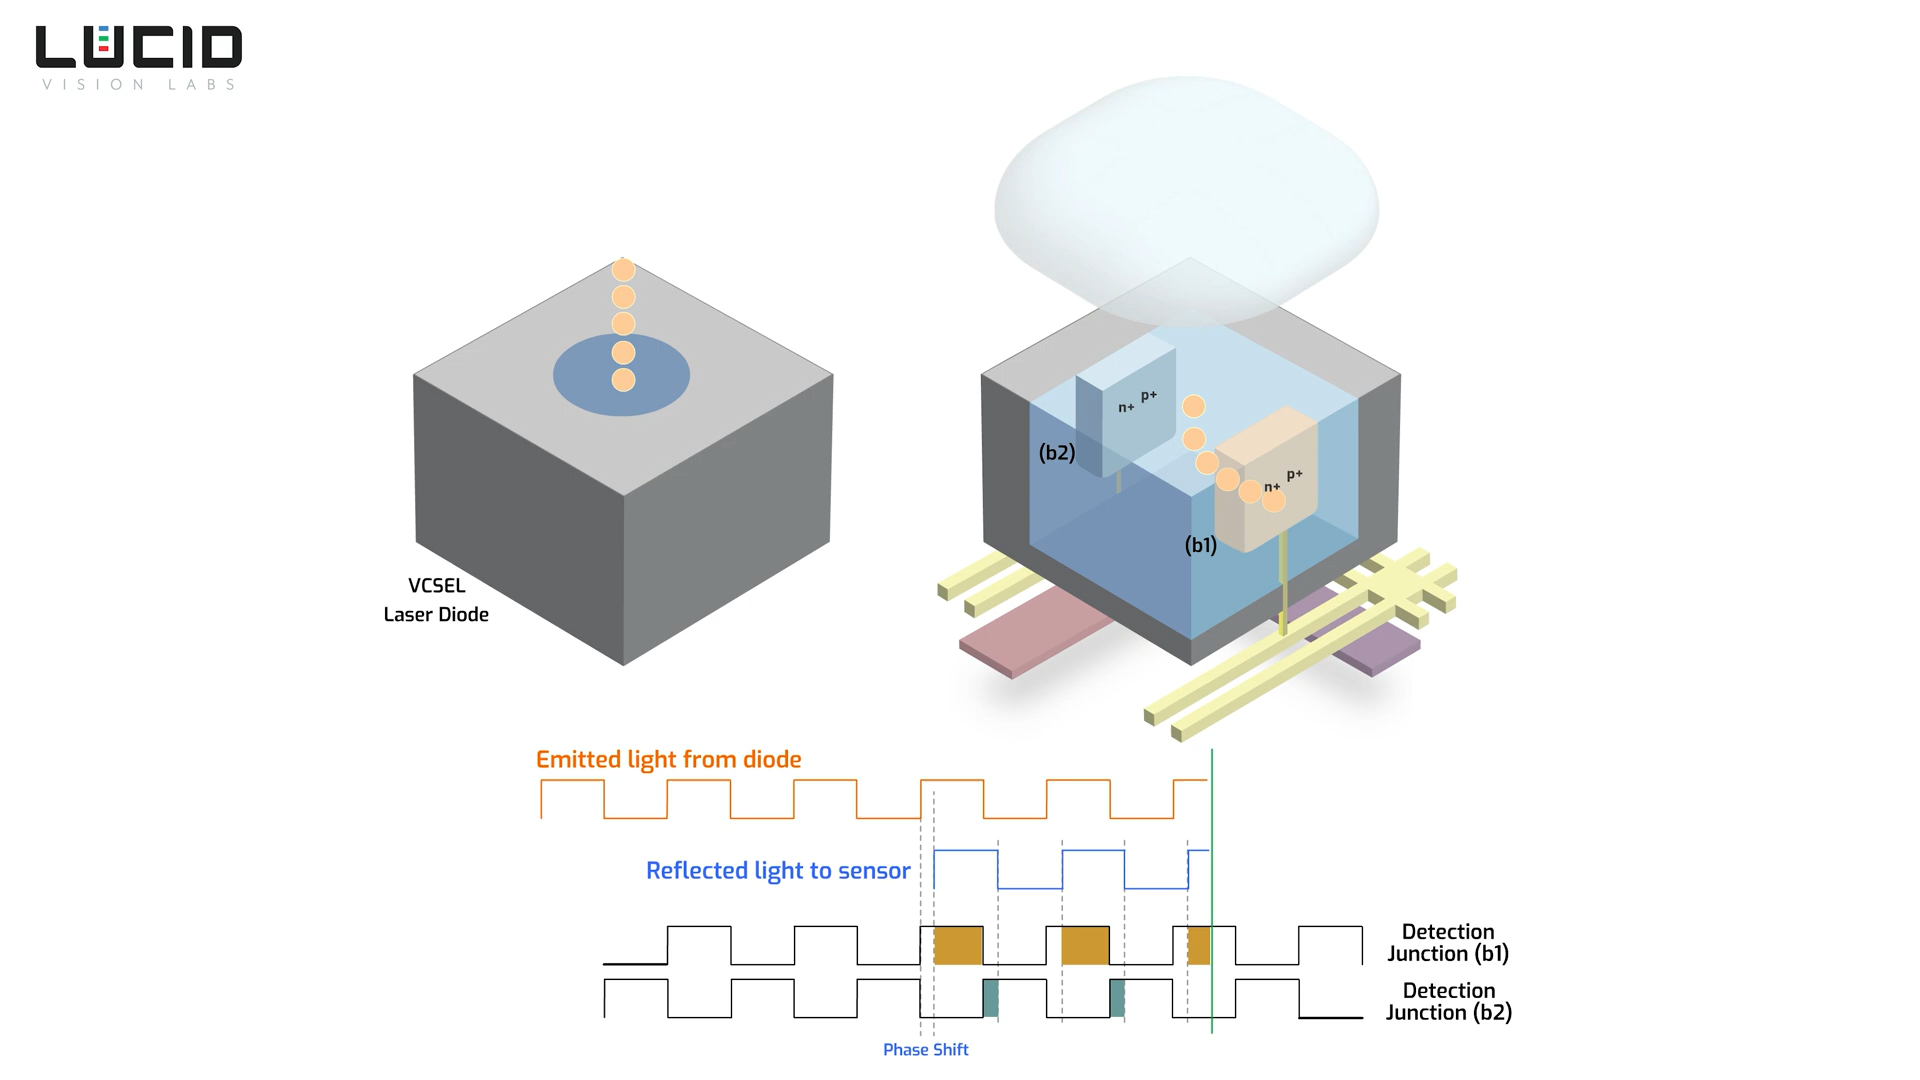 LUCID
VISION LABS
n+ p+
(b2)
n+ p+
(b1)
VCSEL
Laser Diode
Emitted light from diode
Reflected light to sensor
Detection
Junction (b1)
Detection
Junction (b2)
Phase Shift